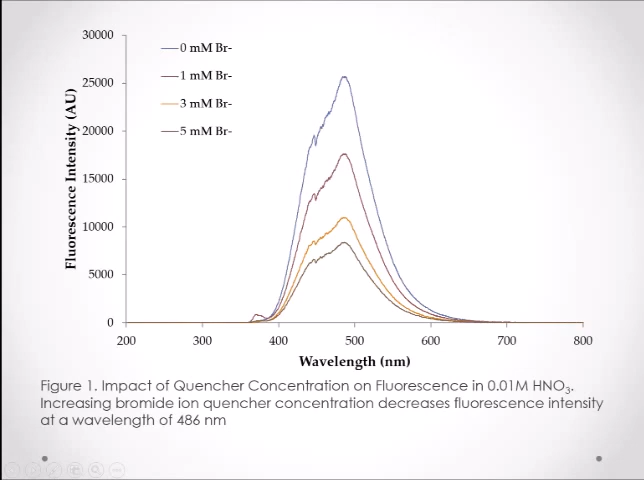 30000
25000
20000
15000
10000
5000
0
Fluorescence Intensity (AU)
0 mM Br-
1 mM Br-
3 mM Br-
5 mM Br-
200 300 400 500 600 700 800
Wavelength (nm)
Figure 1. Impact of Quencher Concentration on Fluorescence in 0.01M HNO₃.
Increasing bromide ion quencher concentration decreases fluorescence intensity
at a wavelength of 486 nm